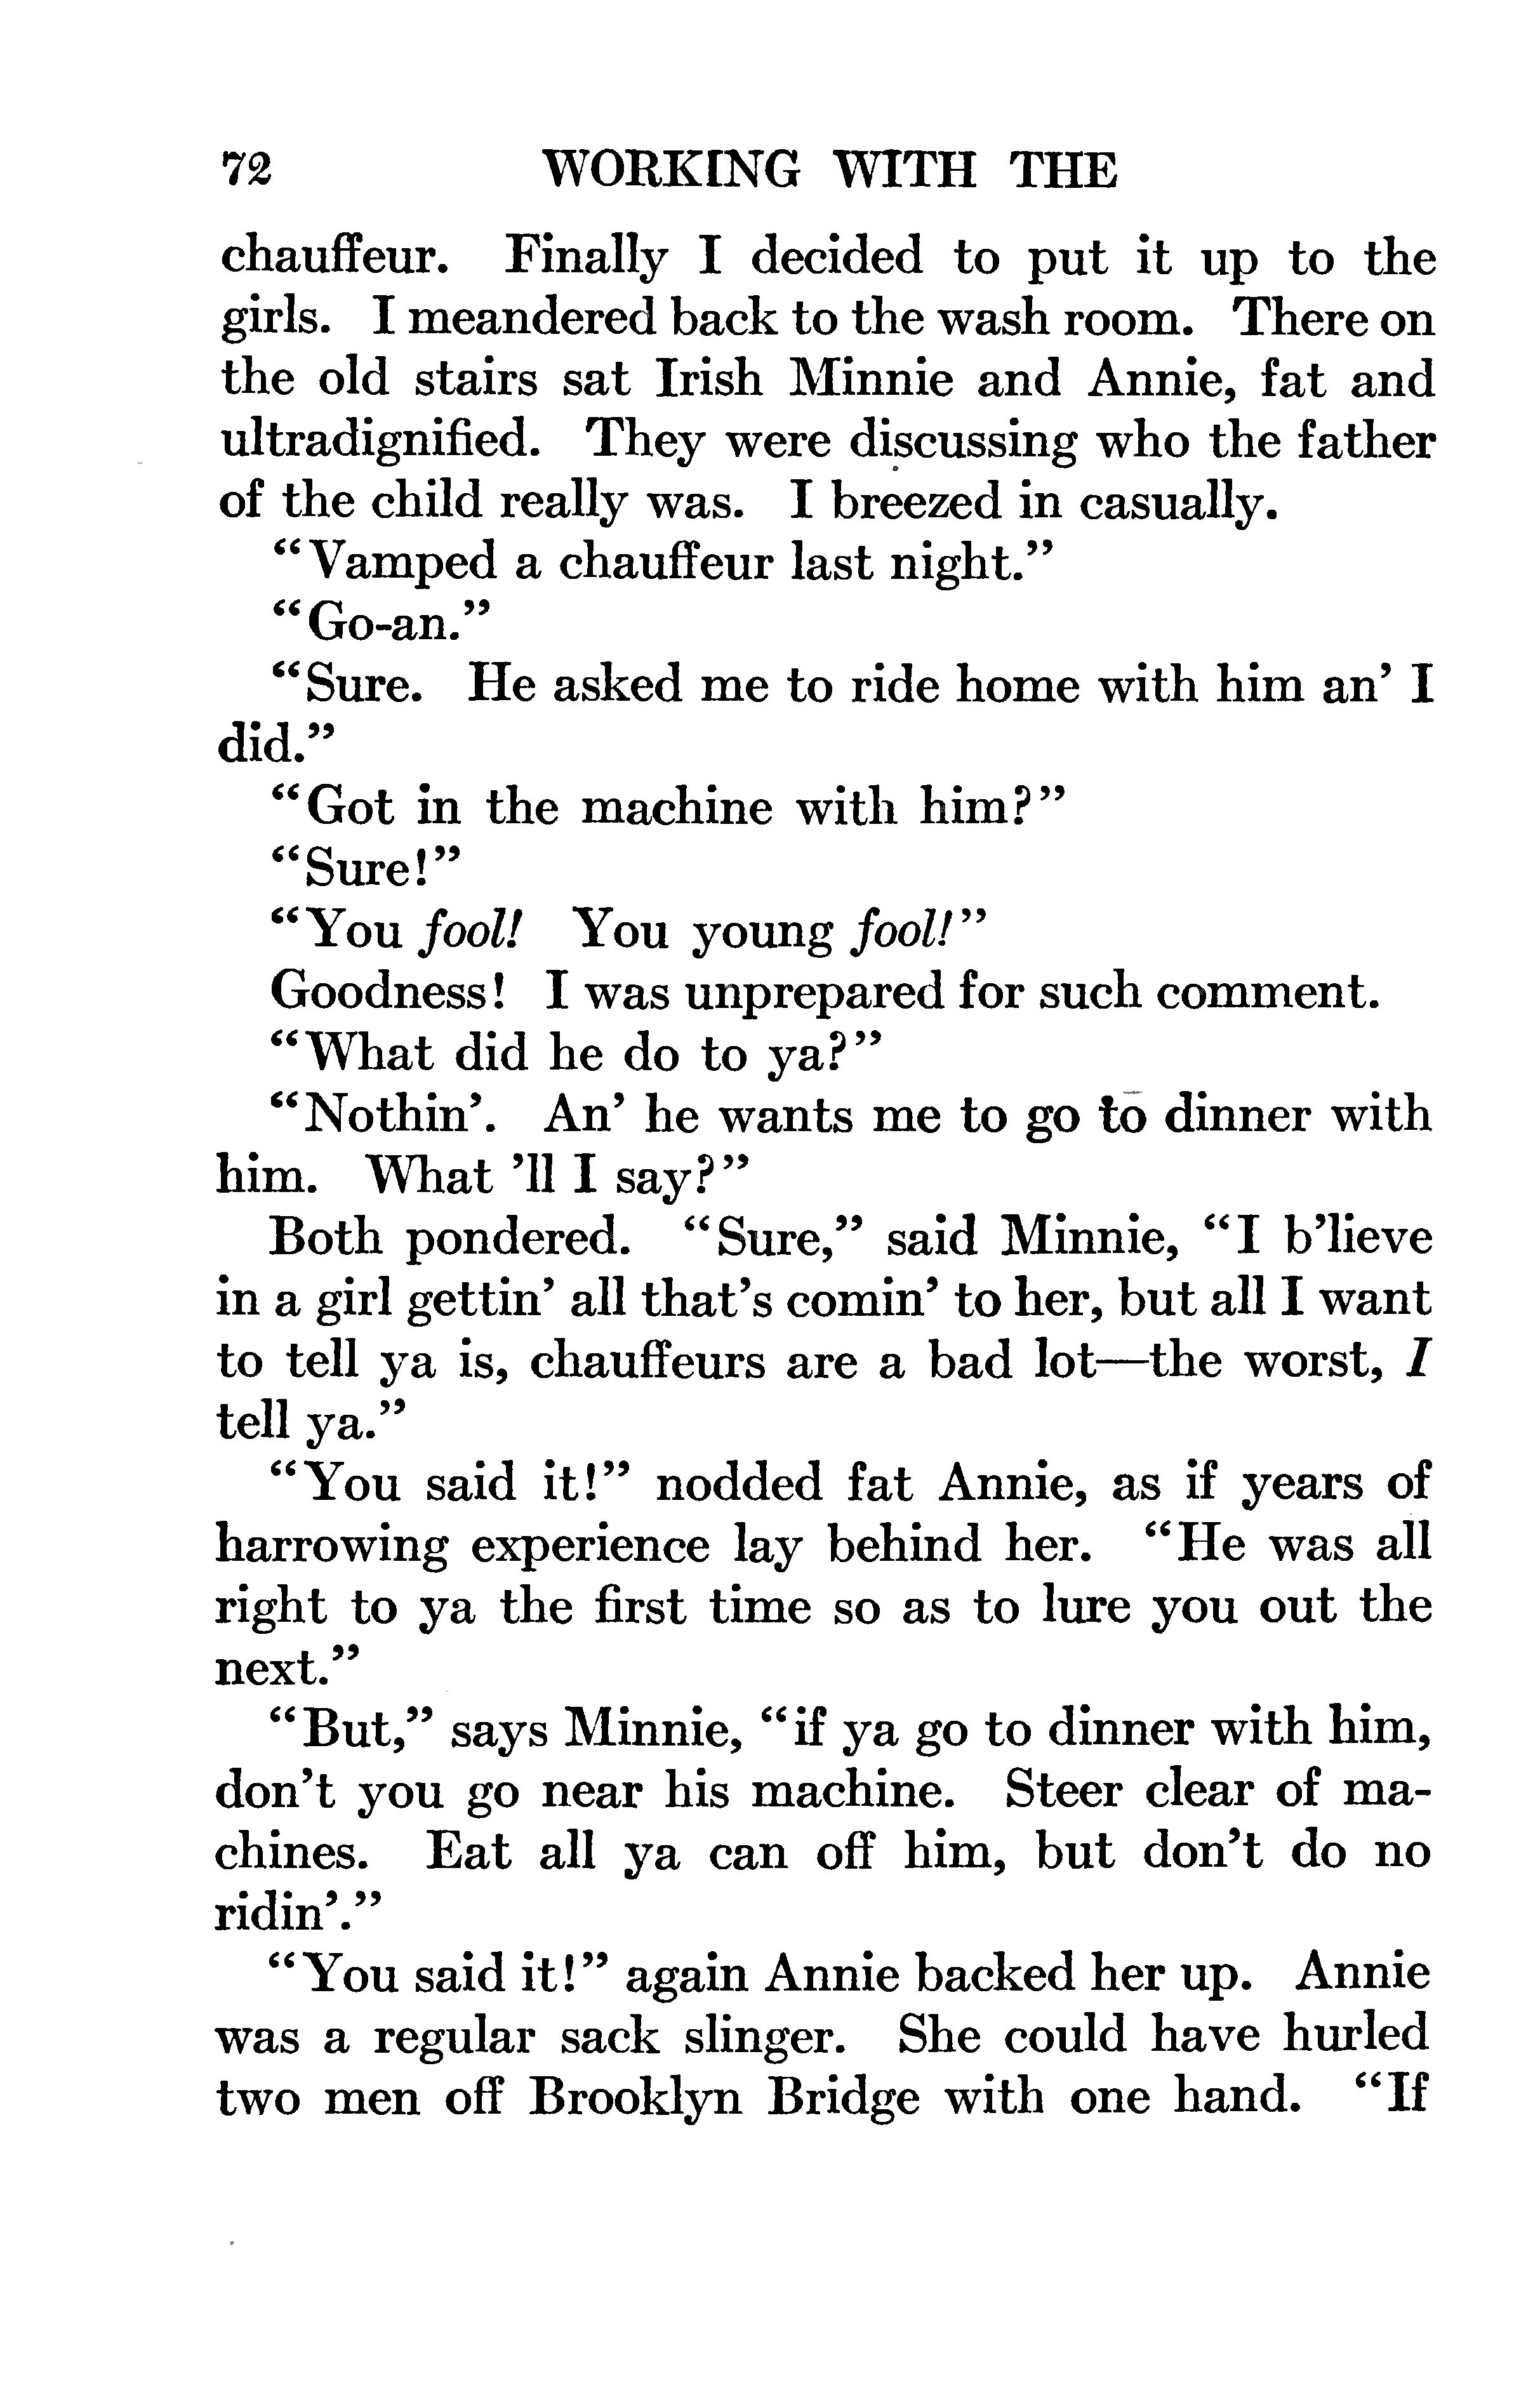 72 WORKING WITH THE
chauffeur. Finally I decided to put it up to the
girls. I meandered back to the wash room. There on
the old stairs sat Irish Minnie and Annie, fat and
ultradignified. They were discussing who the father
of the child really was. I breezed in casually.
"Vamped a chauffeur last night."
"Go-an."
"Sure. He asked me to ride home with him an' I
did."
"Got in the machine with him?"
"Sure!"
"You fool! You young fool!"
Goodness! I was unprepared for such comment.
"What did he do to ya?"
"Nothin'. An' he wants me to go to dinner with
him. What 'll I say?"
Both pondered. "Sure," said Minnie, "I b'lieve
in a girl gettin' all that's comin' to her, but all I want
to tell ya is, chauffeurs are a bad lot—the worst, I
tell ya."
"You said it!" nodded fat Annie, as if years of
harrowing experience lay behind her. "He was all
right to ya the first time so as to lure you out the
next."
"But," says Minnie, "if ya go to dinner with him,
don't you go near his machine. Steer clear of ma-
chines. Eat all ya can off him, but don't do no
ridin'."
"You said it!" again Annie backed her up. Annie
was a regular sack slinger. She could have hurled
two men off Brooklyn Bridge with one hand. "If